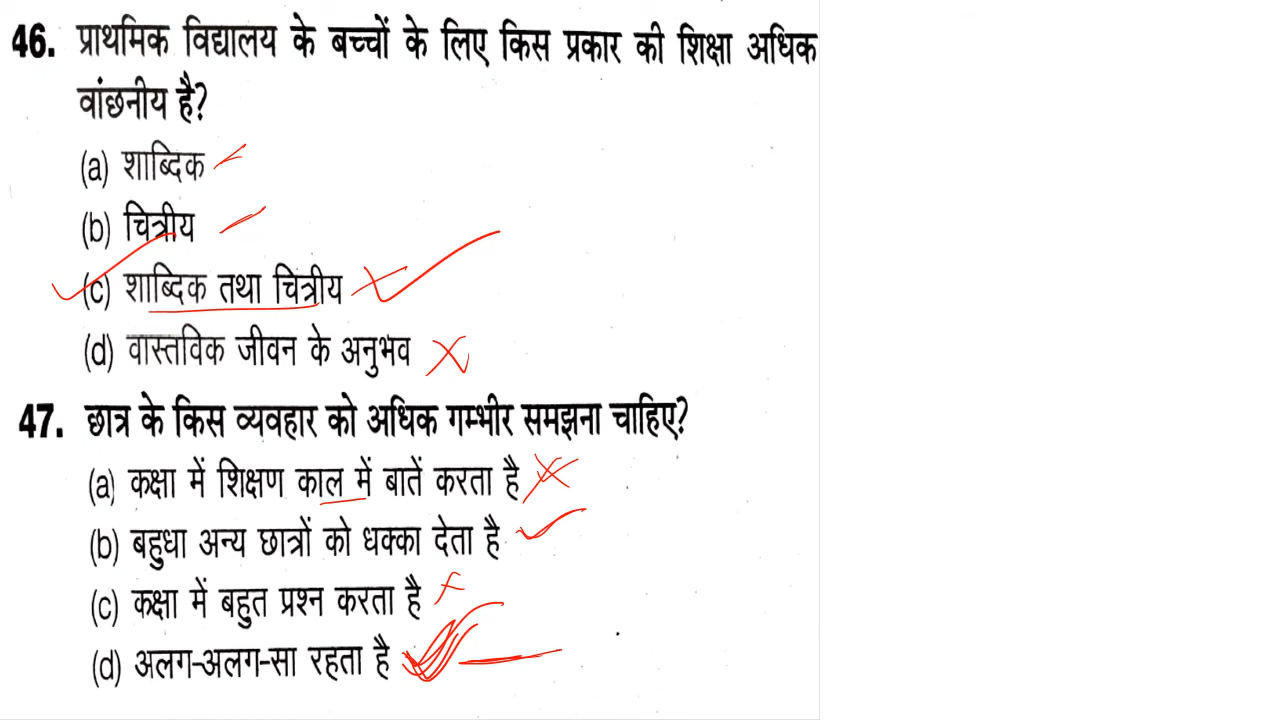 46. प्राथमिक विद्यालय के बच्चों के लिए किस प्रकार की शिक्षा अधिक
वांछनीय है?
(a) शाब्दिक
(b) चित्रीय
(c) शाब्दिक तथा चित्रीय
(d) वास्तविक जीवन के अनुभव
47. छात्र के किस व्यवहार को अधिक गम्भीर समझना चाहिए?
(a) कक्षा में शिक्षण काल में बातें करता है
(b) बहुधा अन्य छात्रों को धक्का देता है
(c) कक्षा में बहुत प्रश्न करता है
(d) अलग-अलग-सा रहता है